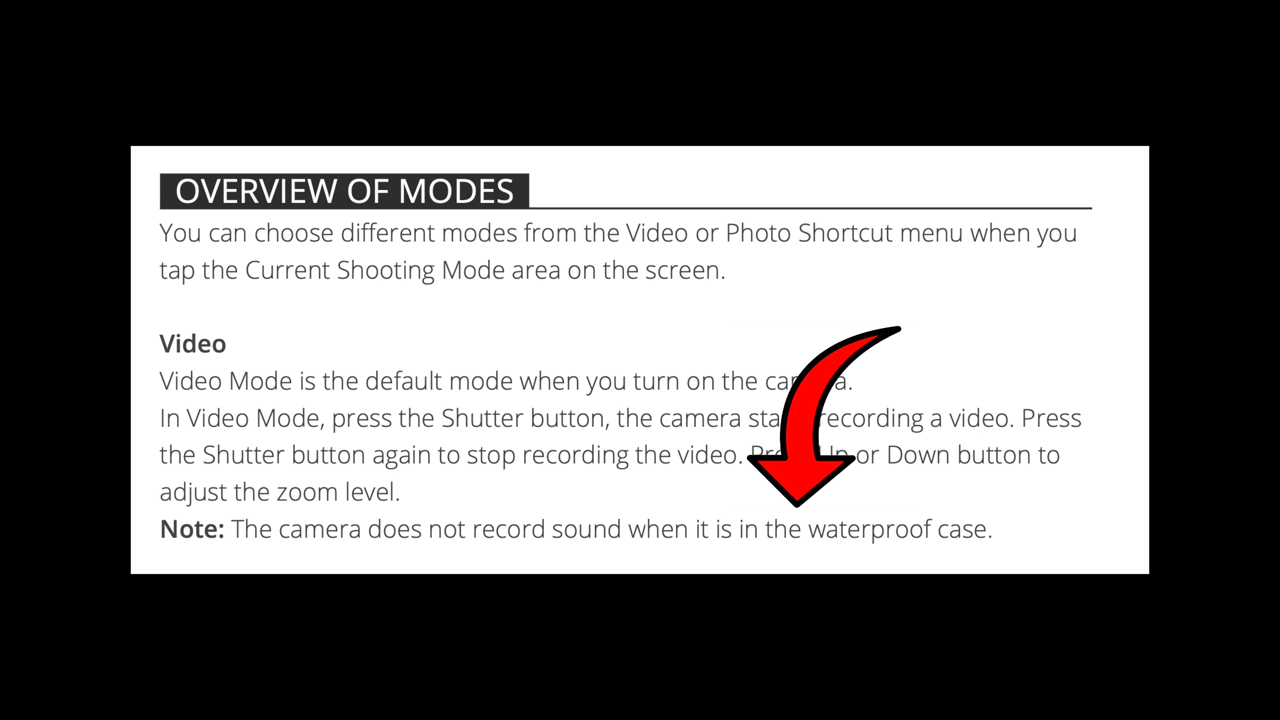 OVERVIEW OF MODES
You can choose different modes from the Video or Photo Shortcut menu when you
tap the Current Shooting Mode area on the screen.
Video
Video Mode is the default mode when you turn on the
In Video Mode, press the Shutter button, the camera recording a video. Press
the Shutter button again to stop recording the video. or Down button to
adjust the zoom level.
Note: The camera does not record sound when it is in the waterproof case.